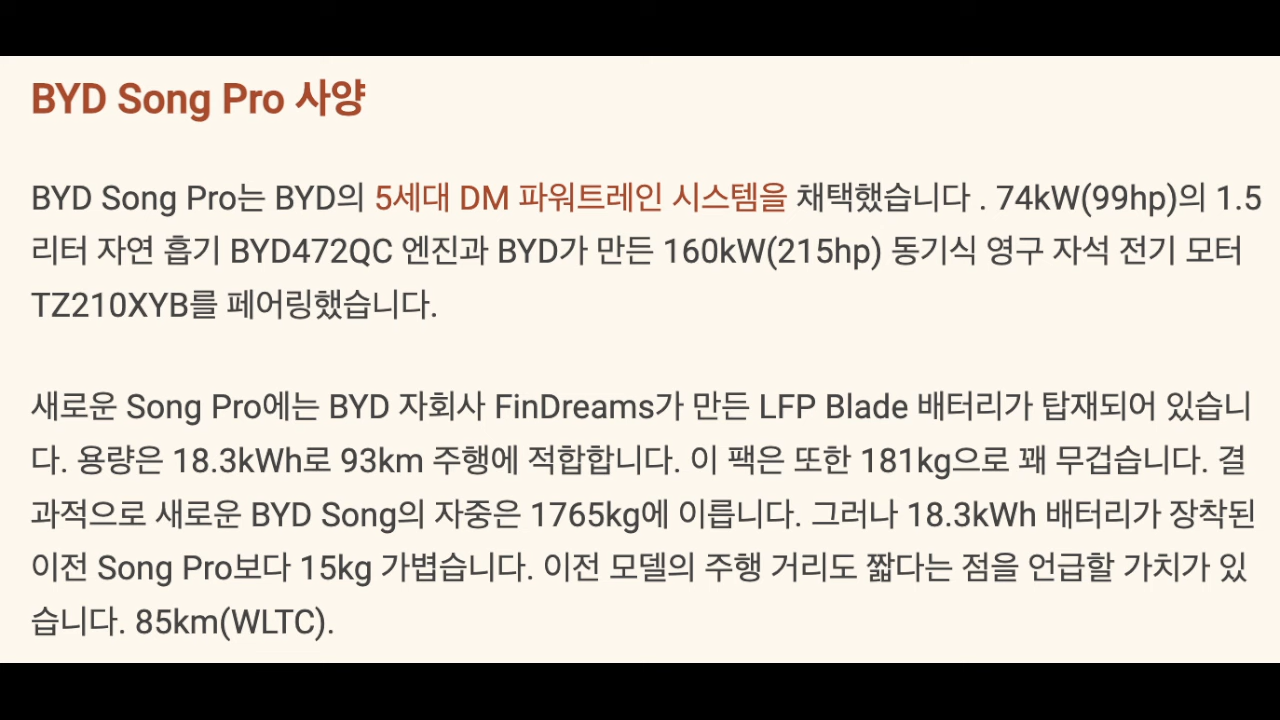 BYD Song Pro 사양
BYD Song Pro는 BYD의 5세대 DM 파워트레인 시스템을 채택했습니다 . 74kW(99hp)의 1.5
리터 자연 흡기 BYD472QC 엔진과 BYD가 만든 160kW(215hp) 동기식 영구 자석 전기 모터
TZ210XYB를 페어링했습니다.
새로운 Song Pro에는 BYD 자회사 FinDreams가 만든 LFP Blade 배터리가 탑재되어 있습니
다. 용량은 18.3kWh로 93km 주행에 적합합니다. 이 팩은 또한 181kg으로 꽤 무겁습니다. 결
과적으로 새로운 BYD Song의 자중은 1765kg에 이릅니다. 그러나 18.3kWh 배터리가 장착된
이전 Song Pro보다 15kg 가볍습니다. 이전 모델의 주행 거리도 짧다는 점을 언급할 가치가 있
습니다. 85km(WLTC).